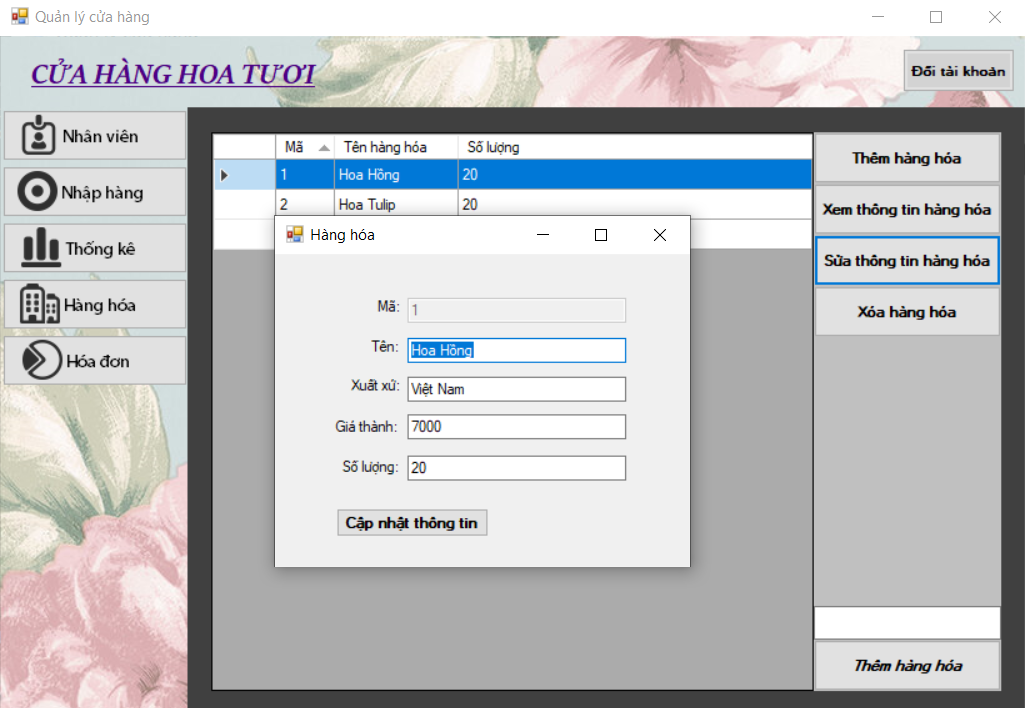 Quản lý cửa hàng
CỬA HÀNG HOA TƯƠI
Đổi tài khoản
Nhân viên
Nhập hàng
Thống kê
Hàng hóa
Hóa đơn
Mã Tên hàng hóa Số lượng
1 Hoa Hồng 20
2 Hoa Tulip 20
Hàng hóa
Mã: 1
Tên: Hoa Hồng
Xuất xứ: Việt Nam
Giá thành: 7000
Số lượng: 20
Cập nhật thông tin
Thêm hàng hóa
Xem thông tin hàng hóa
Sửa thông tin hàng hóa
Xóa hàng hóa
Thêm hàng hóa